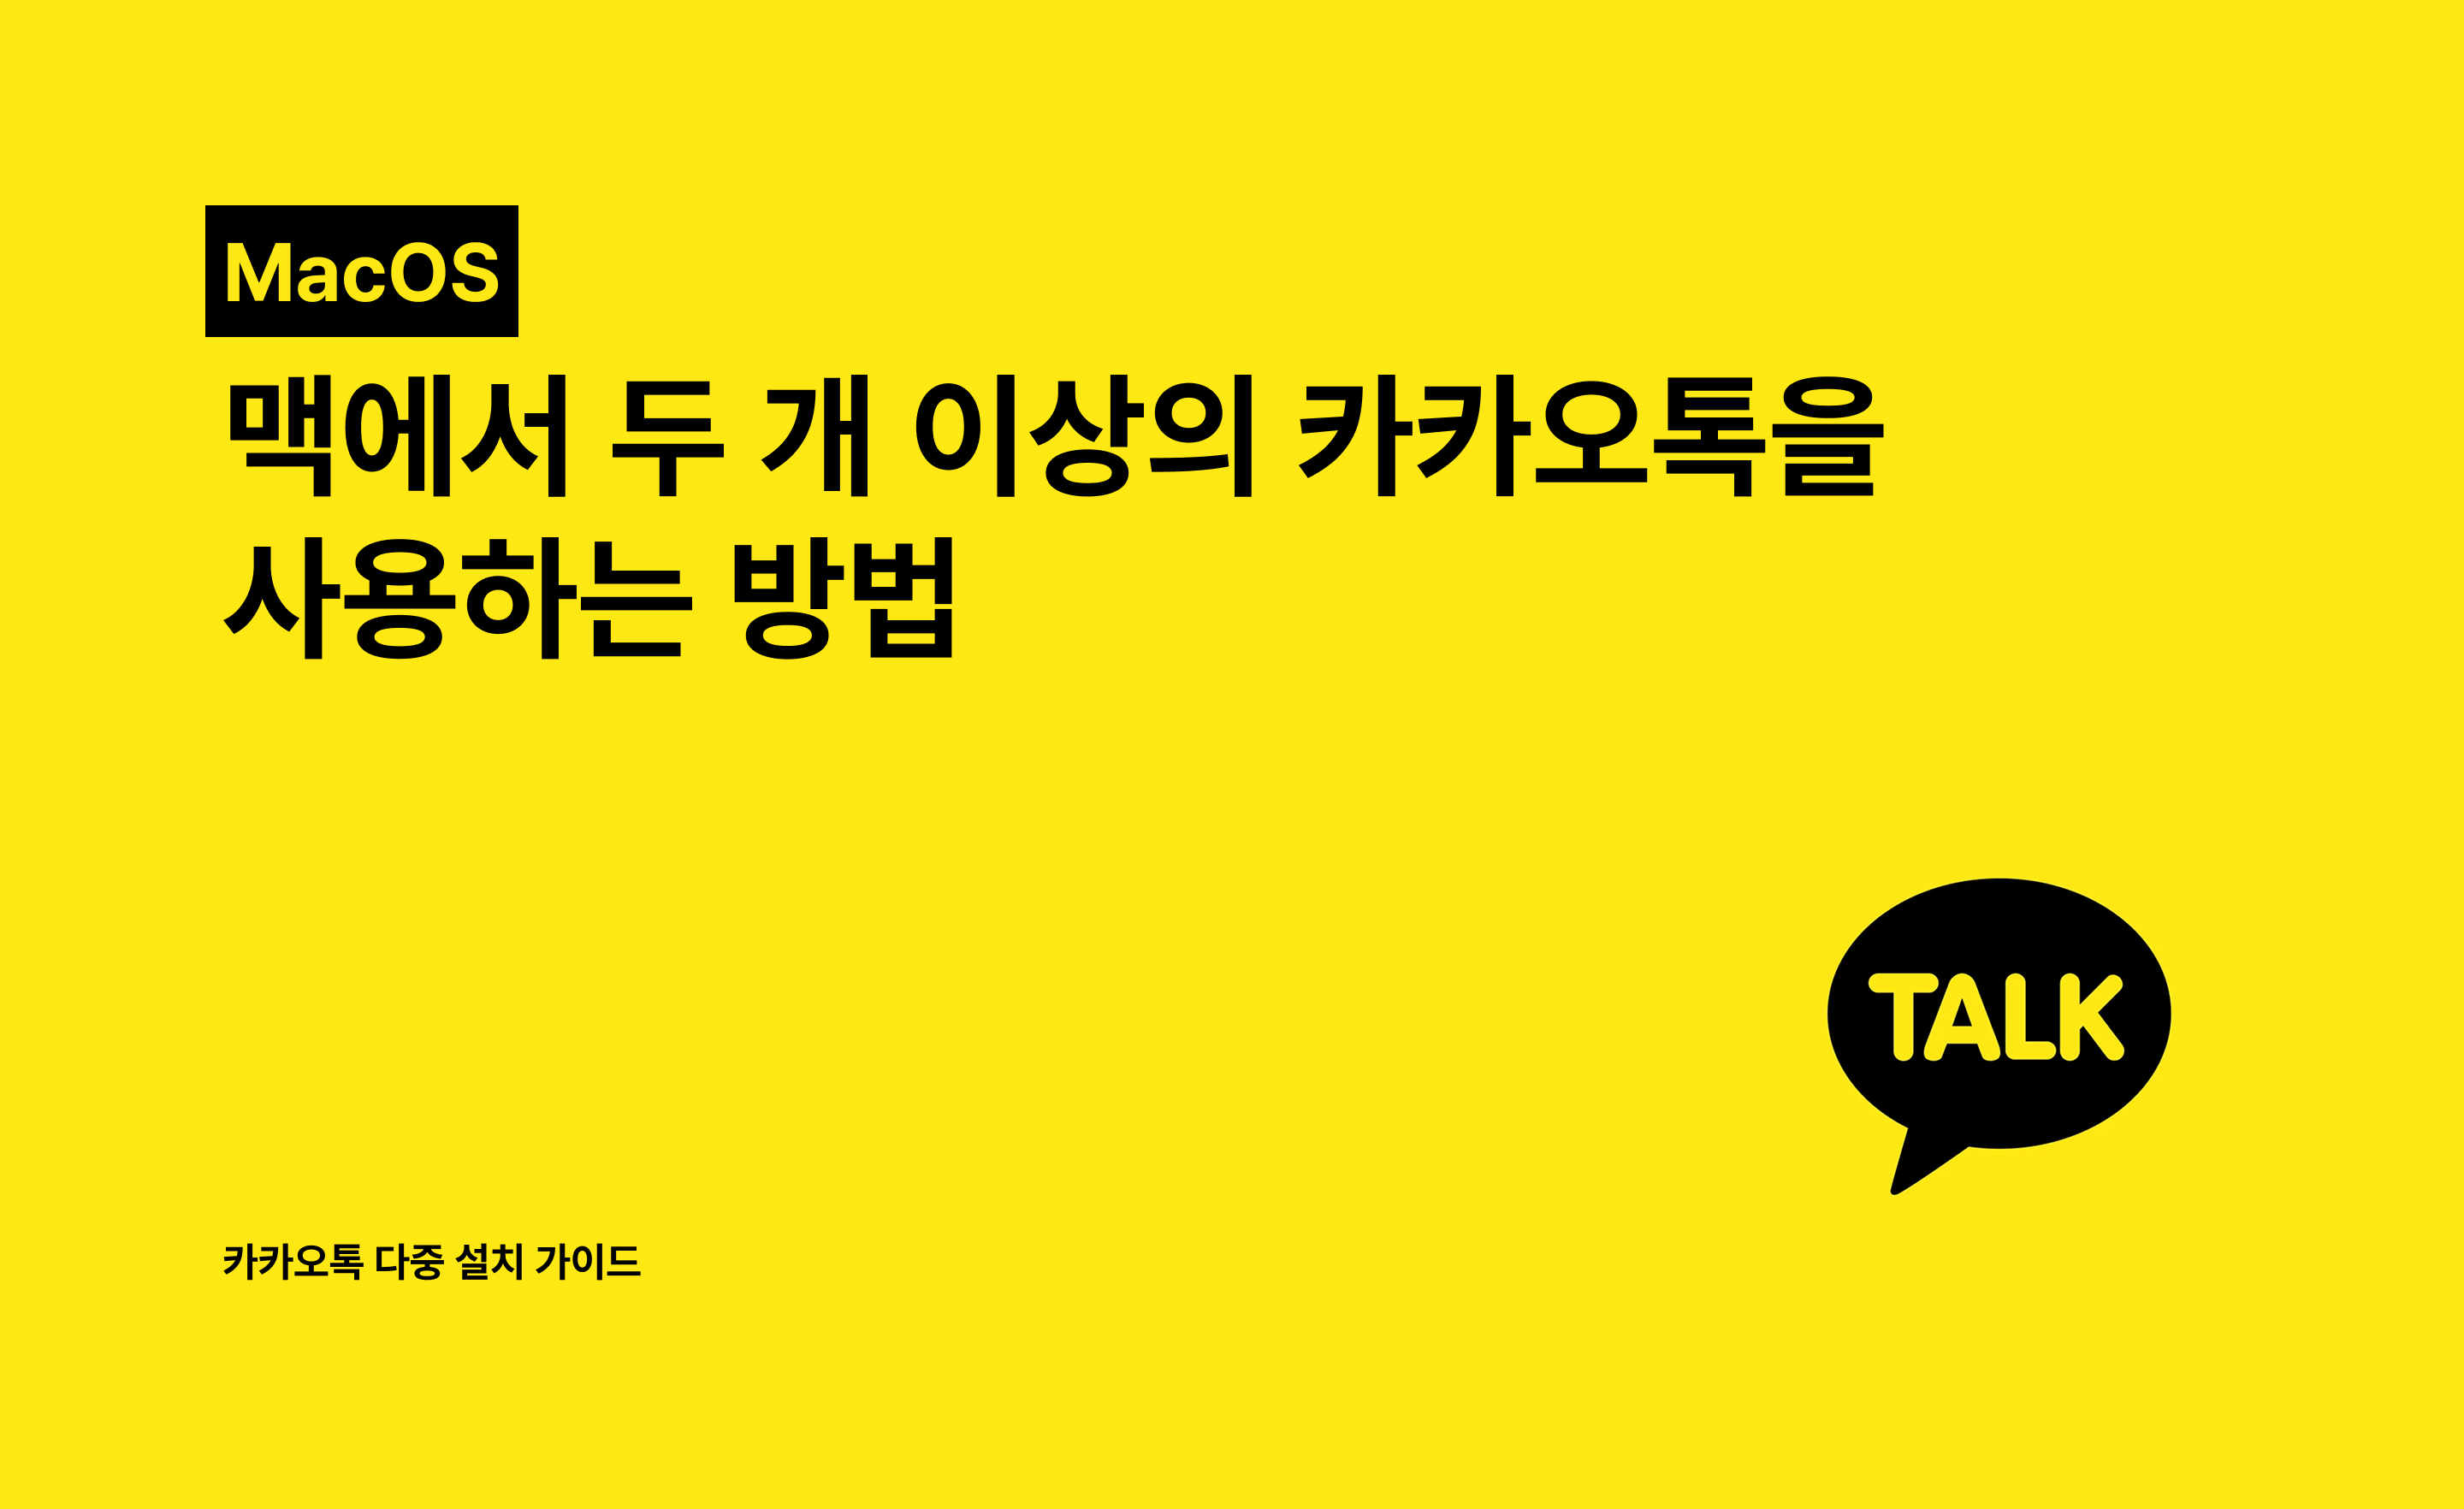 MacOS
맥에서 두 개 이상의 카카오톡을
사용하는 방법
TALK
카카오톡 다중 설치 가이드